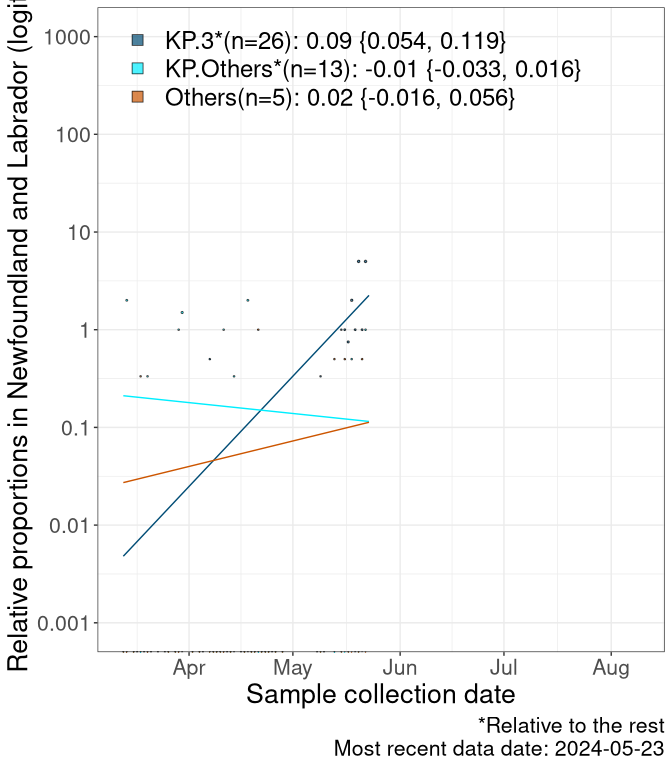 KP.3*(n=26): 0.09 {0.054, 0.119}
KP.Others*(n=13): -0.01 {-0.033, 0.016}
Others(n=5): 0.02 {-0.016, 0.056}
Relative proportions in Newfoundland and Labrador
1000
100
10
1
0.1
0.01
0.001
Apr May Jun Jul Aug
Sample collection date
*Relative to the rest
Most recent data date: 2024-05-23